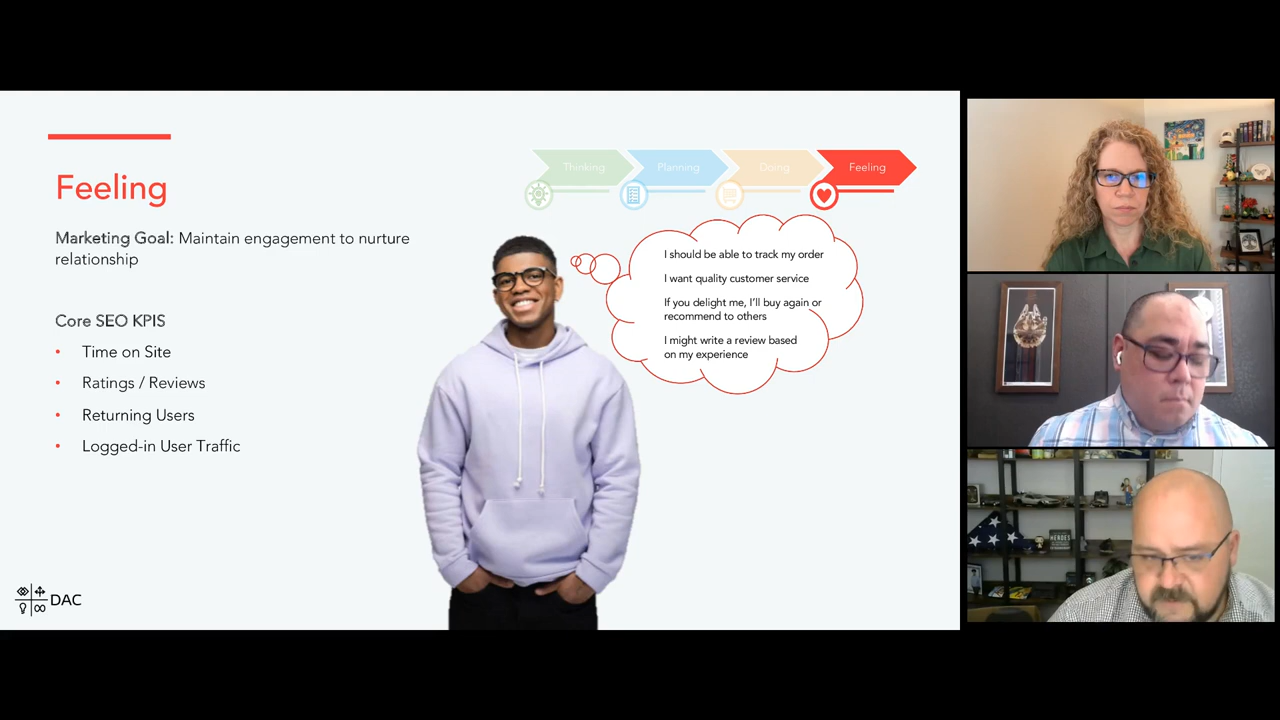 Thinking
Planning
Doing
Feeling
Feeling
Marketing Goal: Maintain engagement to nurture
relationship
Core SEO KPIS
• Time on Site
• Ratings / Reviews
• Returning Users
• Logged-in User Traffic
I should be able to track my order
I want quality customer service
If you delight me, I'll buy again or
recommend to others
I might write a review based
on my experience
DAC
HEROES